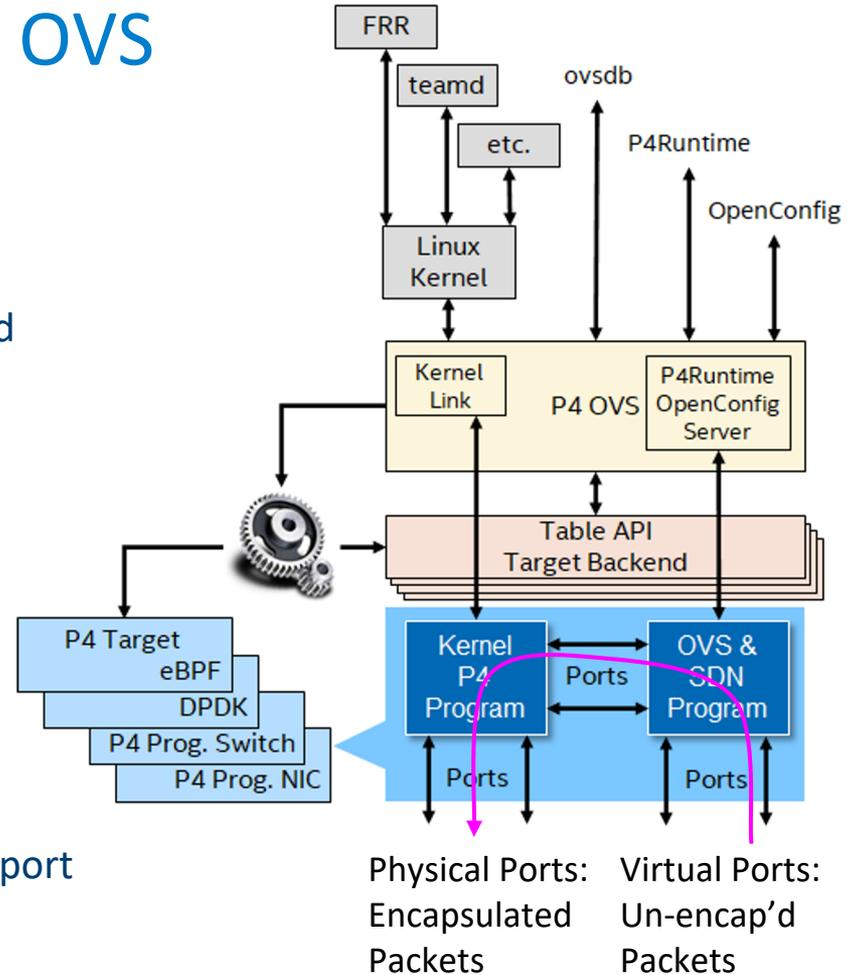 OVS
FRR
teamd
etc.
ovsdb
P4Runtime
OpenConfig
Linux
Kernel
d
Kernel
Link
P4 OVS
P4Runtime
OpenConfig
Server
Table API
Target Backend
P4 Target
eBPF
DPDK
P4 Prog. Switch
P4 Prog. NIC
Kernel
P4
Program
Ports
OVS &
SDN
Program
Ports
Ports
port
Physical Ports:
Encapsulated
Packets
Virtual Ports:
Un-encap’d
Packets